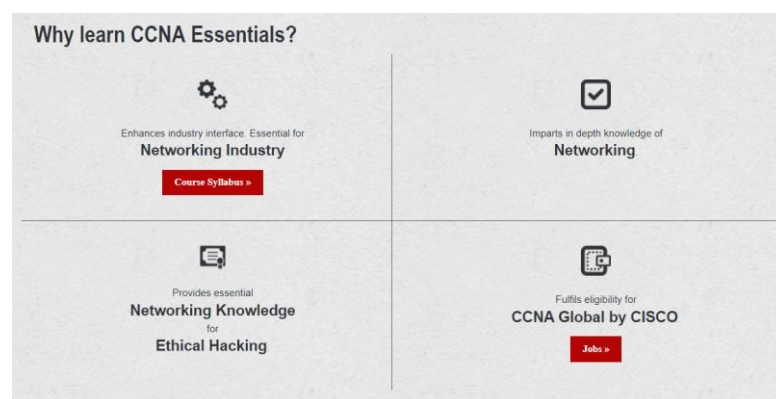 Why learn CCNA Essentials?
Enhances industry interface. Essential for
Networking Industry
Course Syllabus »
Imparts in depth knowledge of
Networking
Provides essential
Networking Knowledge
for
Ethical Hacking
Fulfils eligibility for
CCNA Global by CISCO
Jobs »